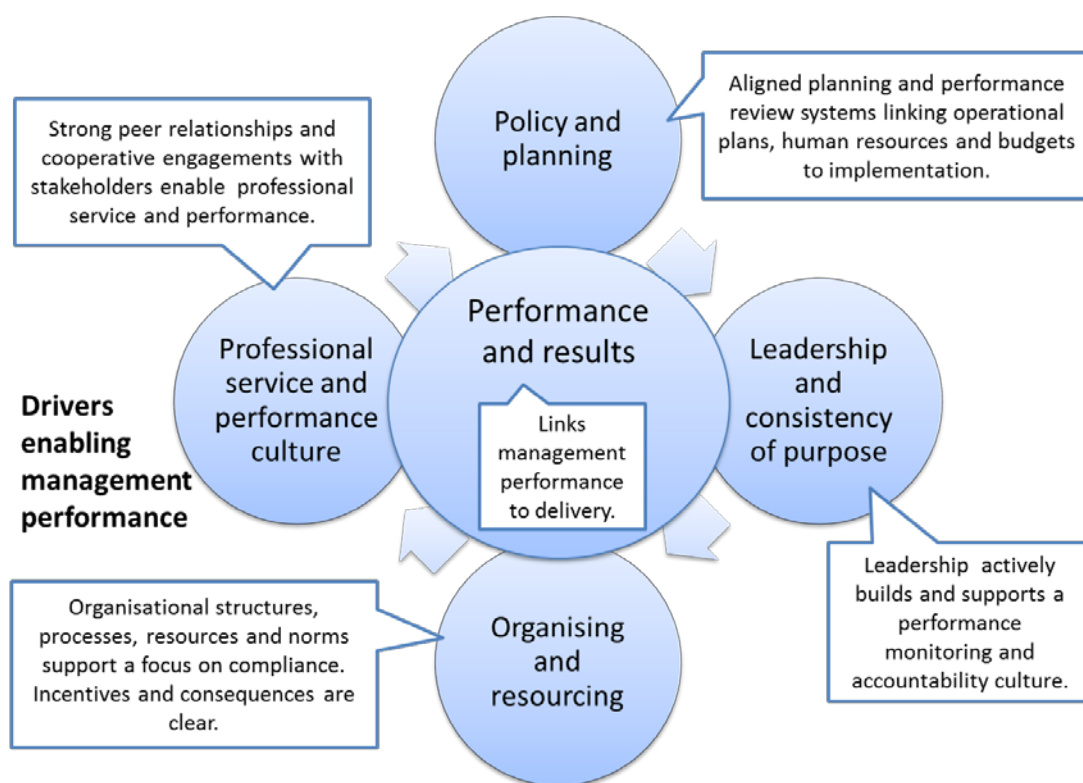 Policy and
planning
Aligned planning and performance
review systems linking operational
plans, human resources and budgets
to implementation.
Strong peer relationships and
cooperative engagements with
stakeholders enable professional
service and performance.
Performance
and results
Links
management
performance
to delivery.
Professional
service and
performance
culture
Leadership
and
consistency
of purpose
Drivers
enabling
management
performance
Leadership actively
builds and supports a
performance
monitoring and
accountability culture.
Organisational structures,
processes, resources and norms
support a focus on compliance.
Incentives and consequences are
clear.
Organising
and
resourcing